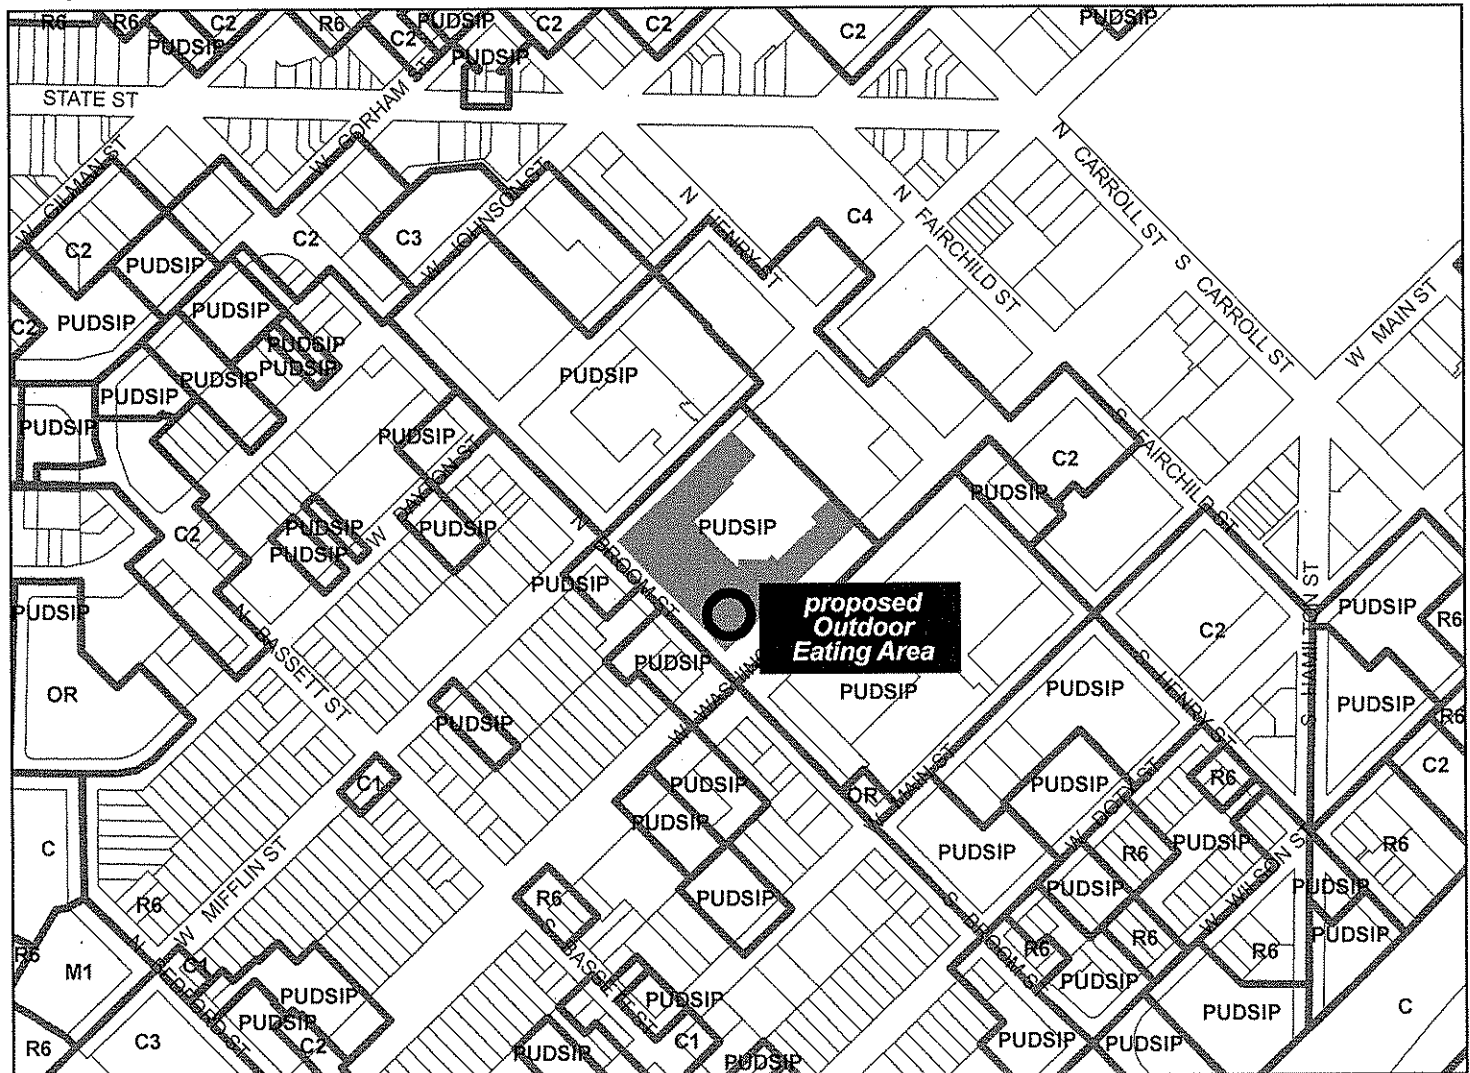 R6
R6
C2
PUDSIP
R6
C2
PUDSIP
C2
C2
C2
PUDSIP
PUDSIP
STATE ST
W GORHAM ST
W GILMAN ST
W JOHNSON ST
N HENRY ST
N FAIRCHILD ST
N CARROLL ST
S CARROLL ST
W MAIN ST
C2
PUDSIP
C2
C3
C4
C2
PUDSIP
PUDSIP
PUDSIP
PUDSIP
PUDSIP
PUDSIP
PUDSIP
PUDSIP
PUDSIP
PUDSIP
W DAYTON ST
C2
S FAIRCHILD ST
PUDSIP
C2
PUDSIP
PUDSIP
PUDSIP
N BROOM ST
PUDSIP
PUDSIP
PUDSIP
proposed
Outdoor
Eating Area
N BASSETT ST
OR
PUDSIP
PUDSIP
PUDSIP
C2
S HAMILTON ST
PUDSIP
R6
PUDSIP
PUDSIP
R6
S HENRY ST
C1
PUDSIP
OR
W MAIN ST
PUDSIP
W DOTY ST
R6
C2
C
W MIFFLIN ST
PUDSIP
PUDSIP
R6
PUDSIP
R6
R6
R6
PUDSIP
S BROOM ST
PUDSIP
W WILSON ST
PUDSIP
R6
M1
N BEDFORD ST
C1
S BASSETT ST
R6
R6
R6
PUDSIP
PUDSIP
PUDSIP
PUDSIP
PUDSIP
C
R6
C3
PUDSIP
C2
PUDSIP
C1
PUDSIP
PUDSIP
PUDSIP